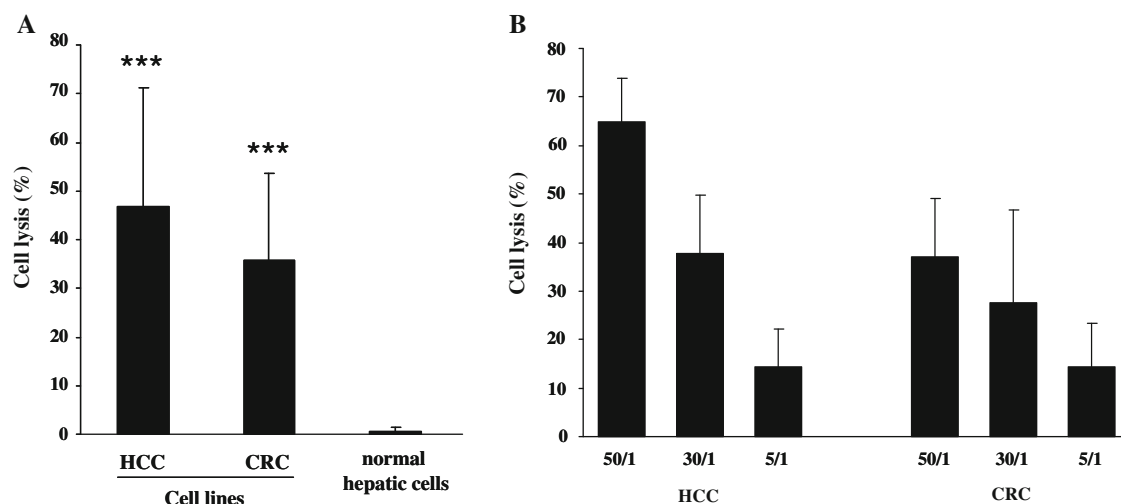 A
80
70
60
50
40
30
20
10
0
Cell lysis (%)
***
***
HCC
CRC
normal
hepatic cells
Cell lines
B
80
70
60
50
40
30
20
10
0
Cell lysis (%)
50/1 30/1 5/1 50/1 30/1 5/1
HCC CRC